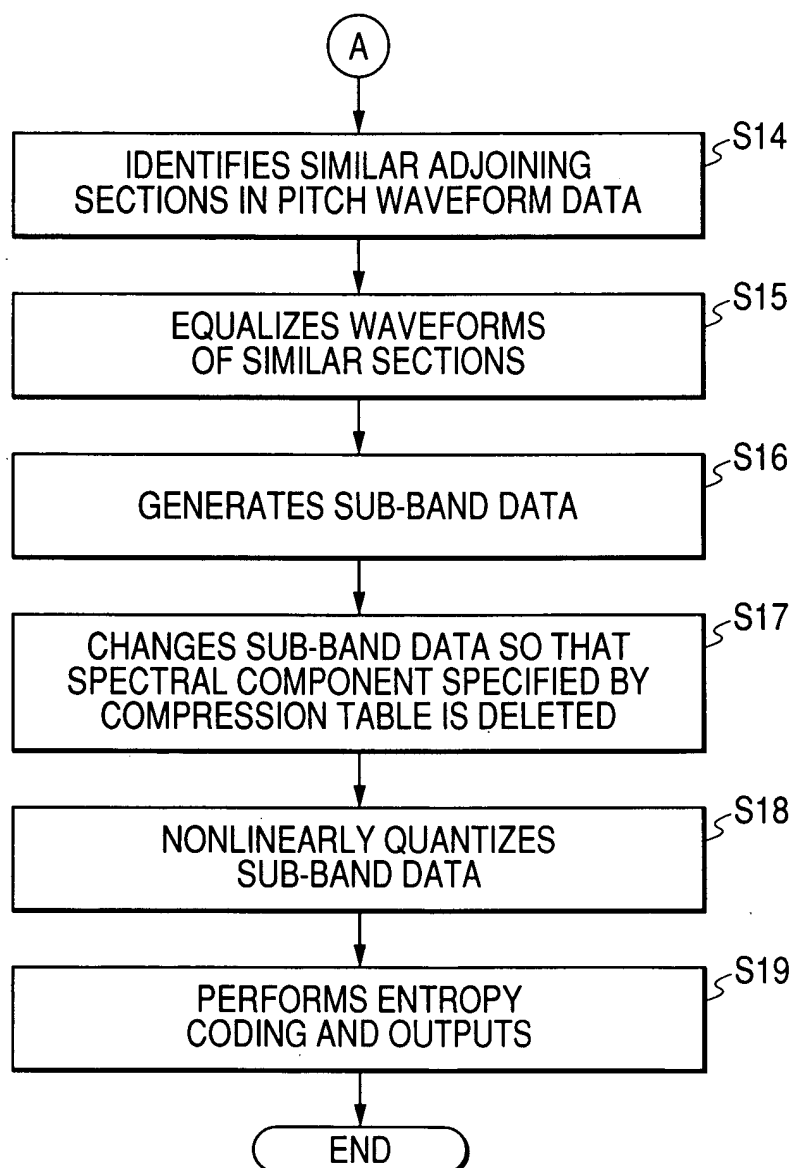 A
S14
IDENTIFIES SIMILAR ADJOINING
SECTIONS IN PITCH WAVEFORM DATA
S15
EQUALIZES WAVEFORMS
OF SIMILAR SECTIONS
S16
GENERATES SUB-BAND DATA
S17
CHANGES SUB-BAND DATA SO THAT
SPECTRAL COMPONENT SPECIFIED BY
COMPRESSION TABLE IS DELETED
S18
NONLINEARLY QUANTIZES
SUB-BAND DATA
S19
PERFORMS ENTROPY
CODING AND OUTPUTS
END